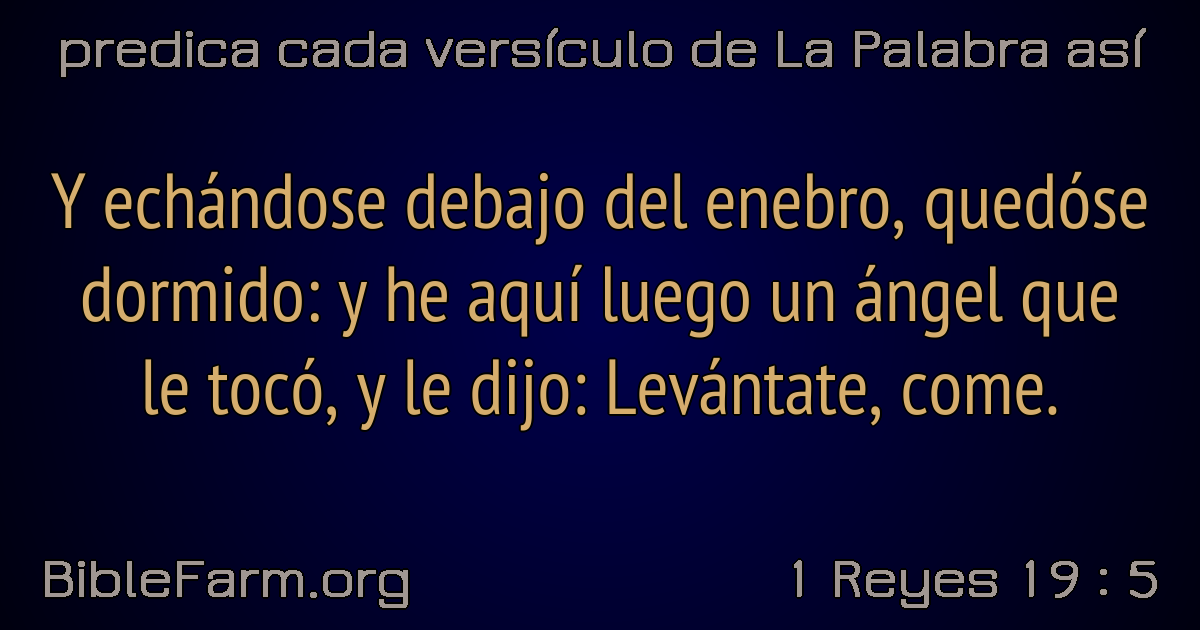 predica cada versículo de La Palabra así
Y echándose debajo del enebro, quedóse
dormido: y he aquí luego un ángel que
le tocó, y le dijo: Levántate, come.
BibleFarm.org
1 Reyes 19 : 5